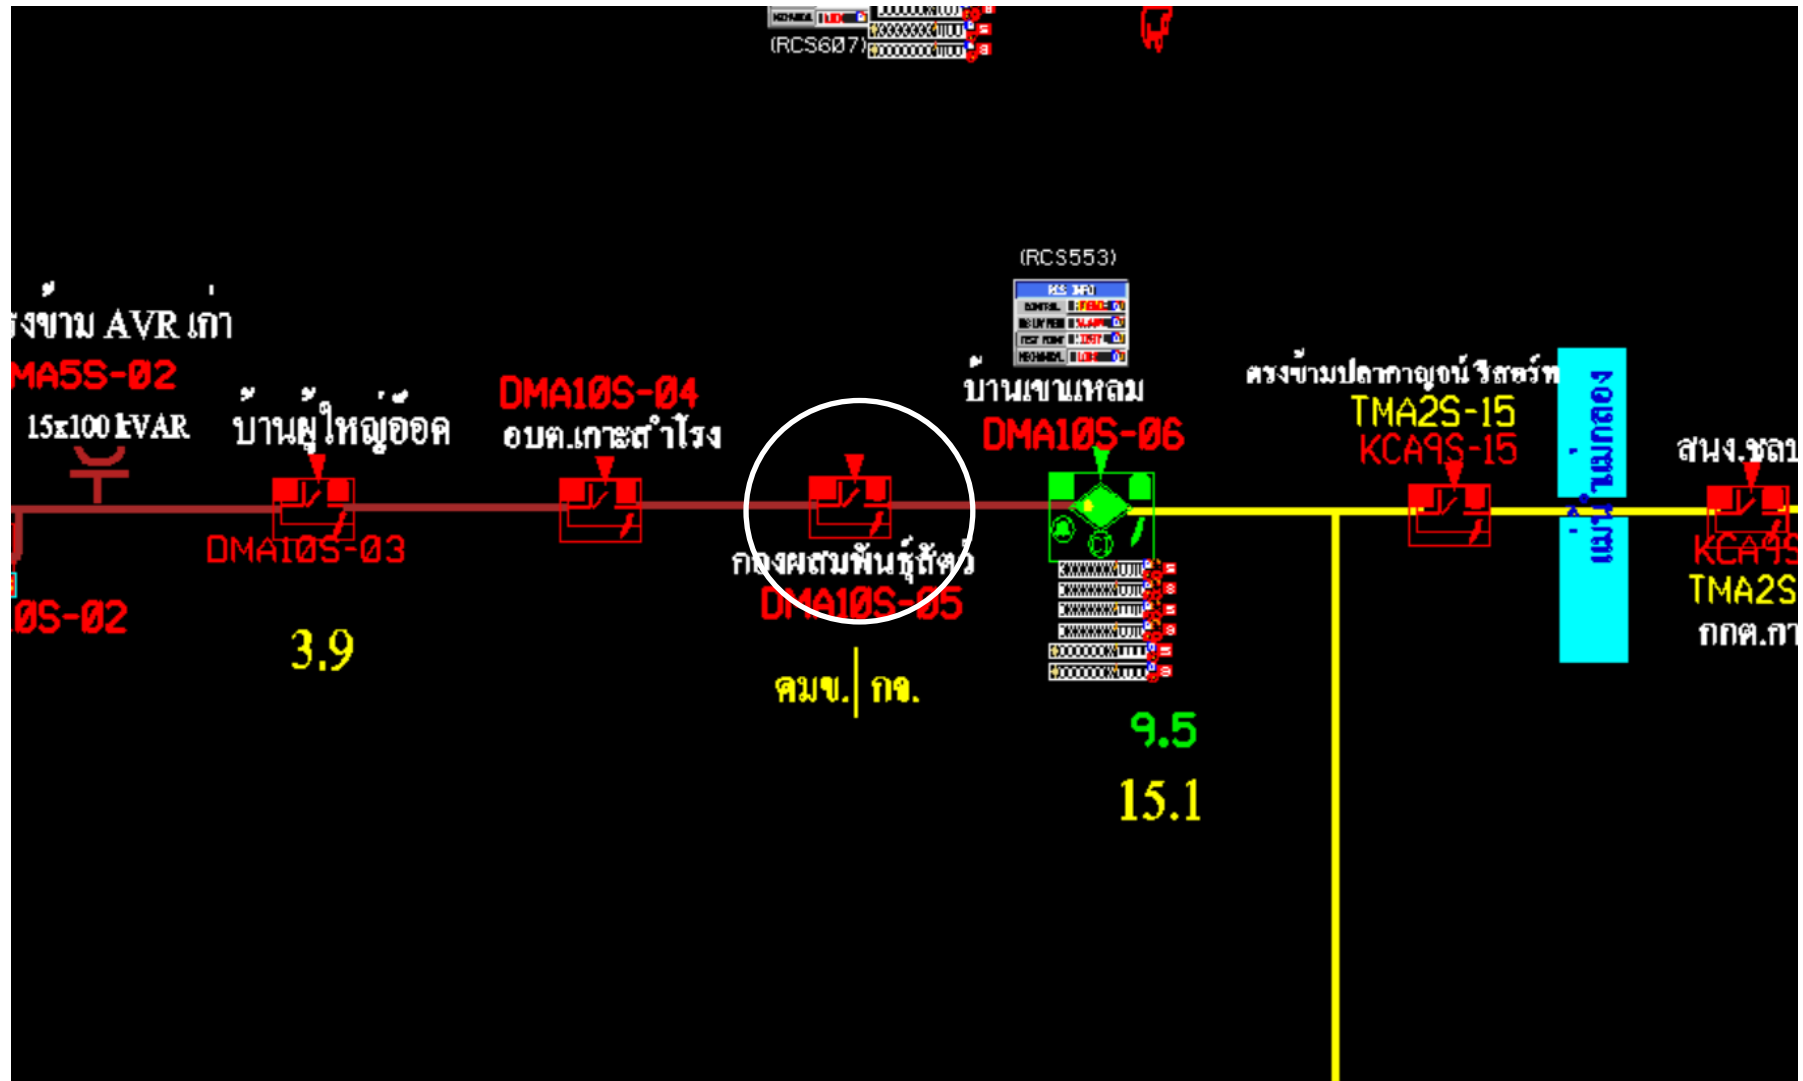 (RCS607)
(RCS553)
รงข้าม AVR เก่า
MA5S-02
15x100 kVAR
บ้านผู้ใหญ่อ๊อด
DMA10S-03
DMA10S-04
อบต.เกาะสำโรง
กองผสมพันธุ์สัตว์
DMA10S-05
บ้านเขาแหลม
DMA10S-06
ตรงข้ามปลากาญจน์ รีสอร์ท
TMA2S-15
KCA9S-15
แม่น้ำแม่กลอง
สนง.ชลป
KCA9S
TMA2S
กกต.กา
0S-02
3.9
คมข. กจ.
9.5
15.1